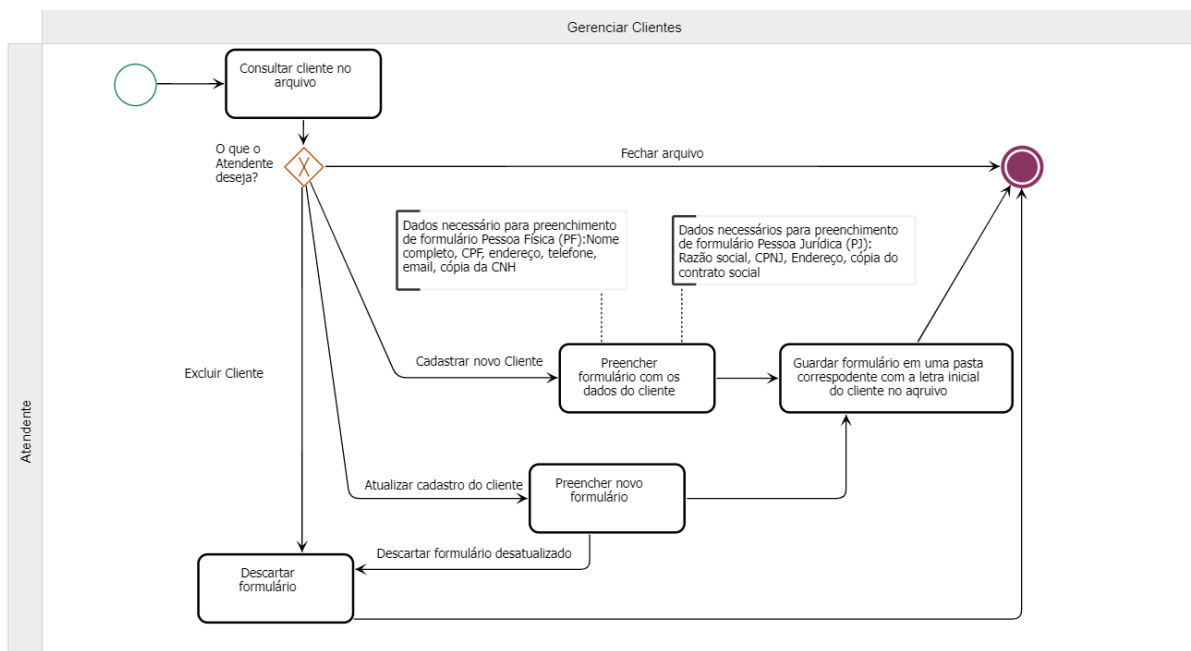 Gerenciar Clientes
Atendente
Consultar cliente no
arquivo
O que o
Atendente
deseja?
Fechar arquivo
Dados necessário para preenchimento
de formulário Pessoa Física (PF):Nome
completo, CPF, endereço, telefone,
email, cópia da CNH
Dados necessários para preenchimento
de formulário Pessoa Jurídica (PJ):
Razão social, CPNJ, Endereço, cópia do
contrato social
Cadastrar novo Cliente
Preencher
formulário com os
dados do cliente
Guardar formulário em uma pasta
correspodente com a letra inicial
do cliente no aqruivo
Excluir Cliente
Atualizar cadastro do cliente
Preencher novo
formulário
Descartar formulário desatualizado
Descartar
formulário